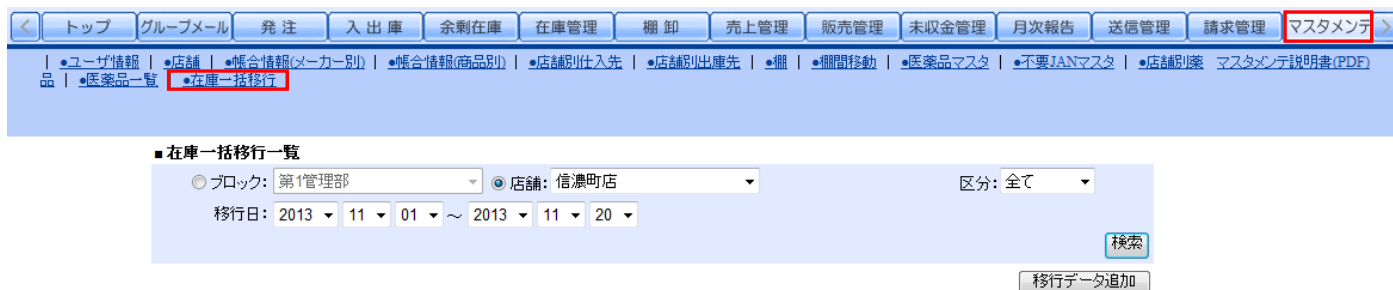 トップ グループメール 発 注 入 出 庫 余剰在庫 在庫管理 棚 卸 売上管理 販売管理 未収金管理 月次報告 送信管理 請求管理 マスタメンテ
| ●ユーザ情報 | ●店舗 | ●帳合情報(メーカー別) | ●帳合情報(商品別) | ●店舗別仕入先 | ●店舗別出庫先 | ●棚 | ●棚間移動 | ●医薬品マスタ | ●不要JANマスタ | ●店舗別薬 マスタメンテ説明書(PDF)
品 | ●医薬品一覧 | ●在庫一括移行
■在庫一括移行一覧
ブロック: 第1管理部 店舗: 信濃町店 区分: 全て
移行日: 2013 11 01 ～ 2013 11 20
検索
移行データ追加